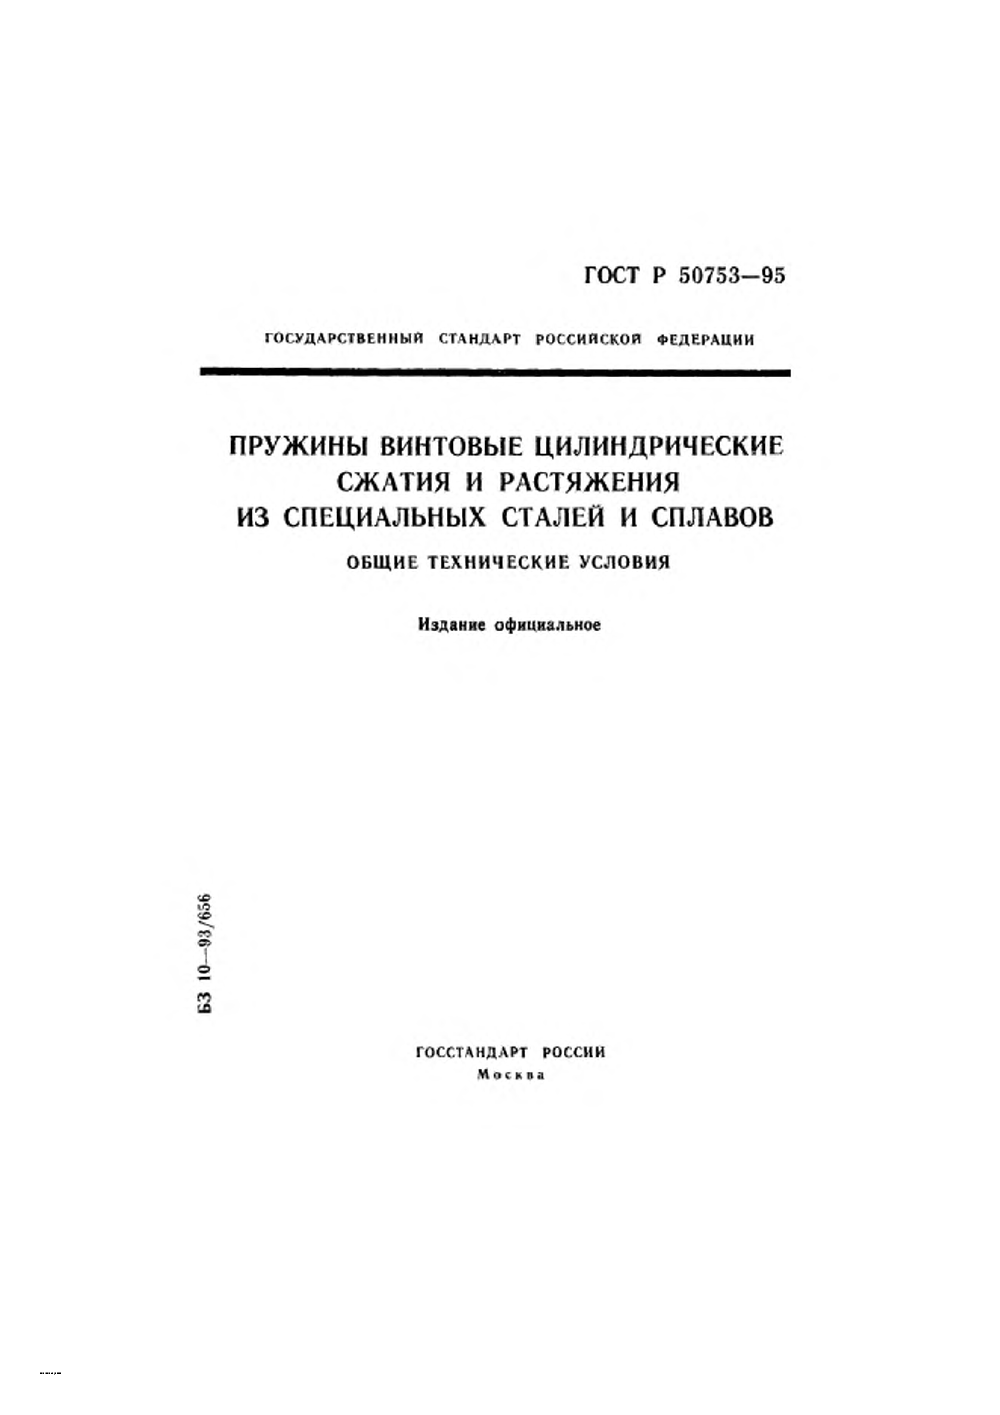 ГОСТ Р 50753—95
ГОСУДАРСТВЕННЫЙ СТАНДАРТ РОССИЙСКОЙ ФЕДЕРАЦИИ
ПРУЖИНЫ ВИНТОВЫЕ ЦИЛИНДРИЧЕСКИЕ
СЖАТИЯ И РАСТЯЖЕНИЯ
ИЗ СПЕЦИАЛЬНЫХ СТАЛЕЙ И СПЛАВОВ
ОБЩИЕ ТЕХНИЧЕСКИЕ УСЛОВИЯ
Издание официальное
БЗ 10—93/656
ГОССТАНДАРТ РОССИИ
Москва